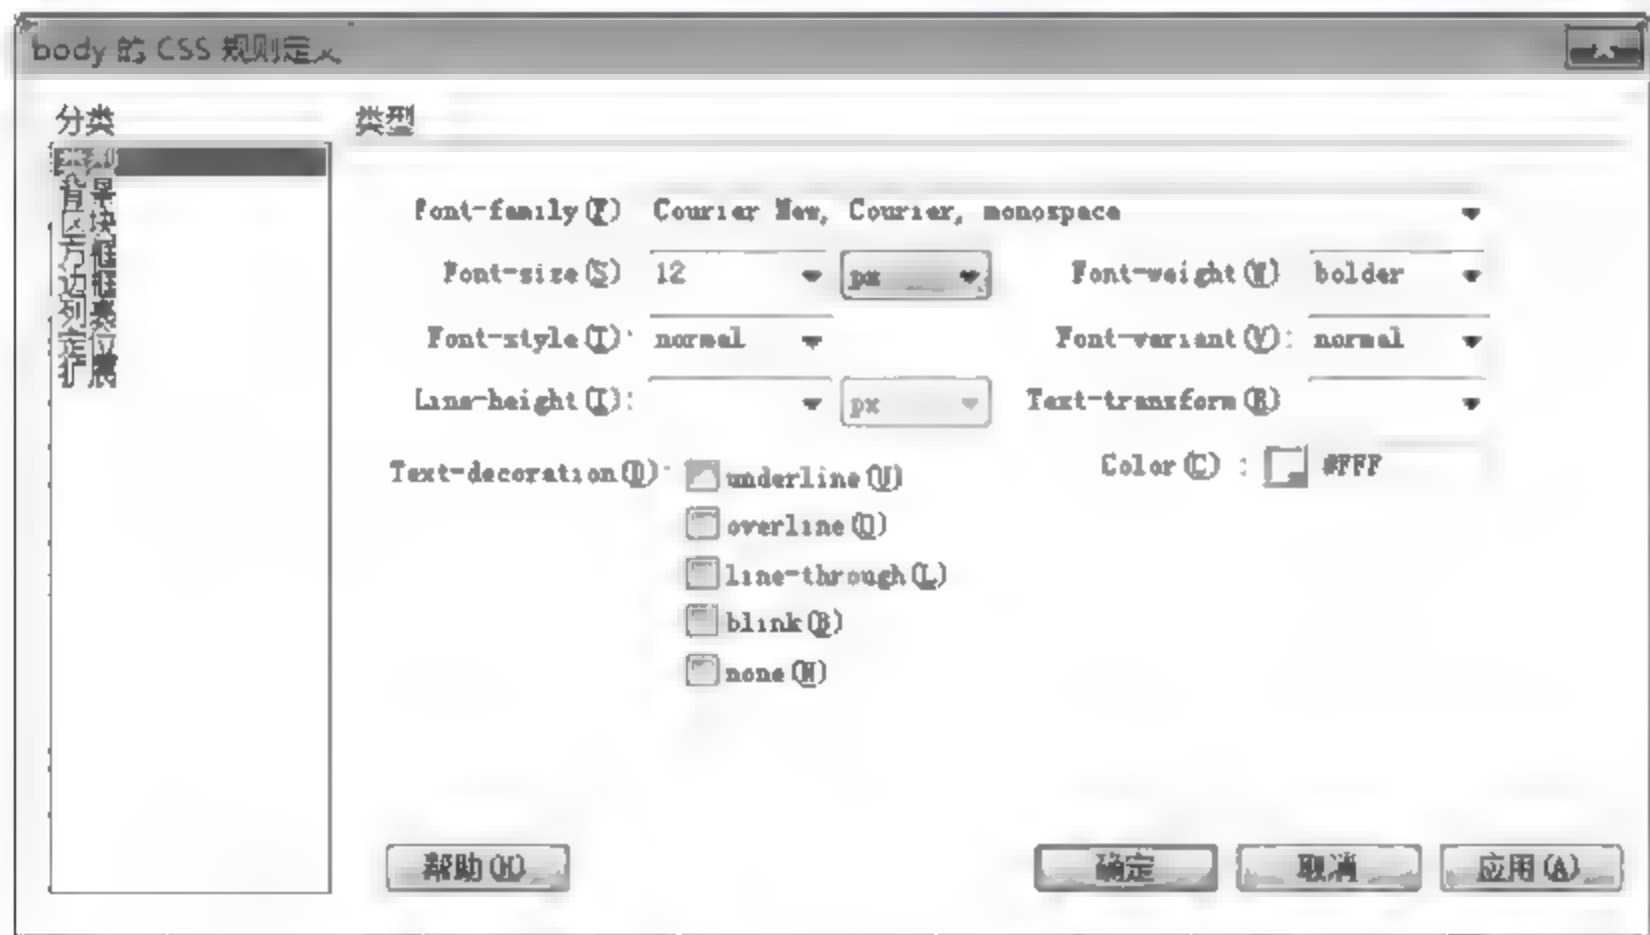 body 的 CSS 规则定义
分类
类型
类型
背景
区块
方框
边框
列表
定位
扩展
Font-family(F) Courier New, Courier, monospace
Font-size(S) 12 px Font-weight(W) bolder
Font-style(T): normal Font-variant(V): normal
Line-height(I): px Text-transform(R)
Text-decoration(D): underline(U) Color(C) : #FFF
overline(O)
line-through(L)
blink(B)
none(N)
帮助(H) 确定 取消 应用(A)